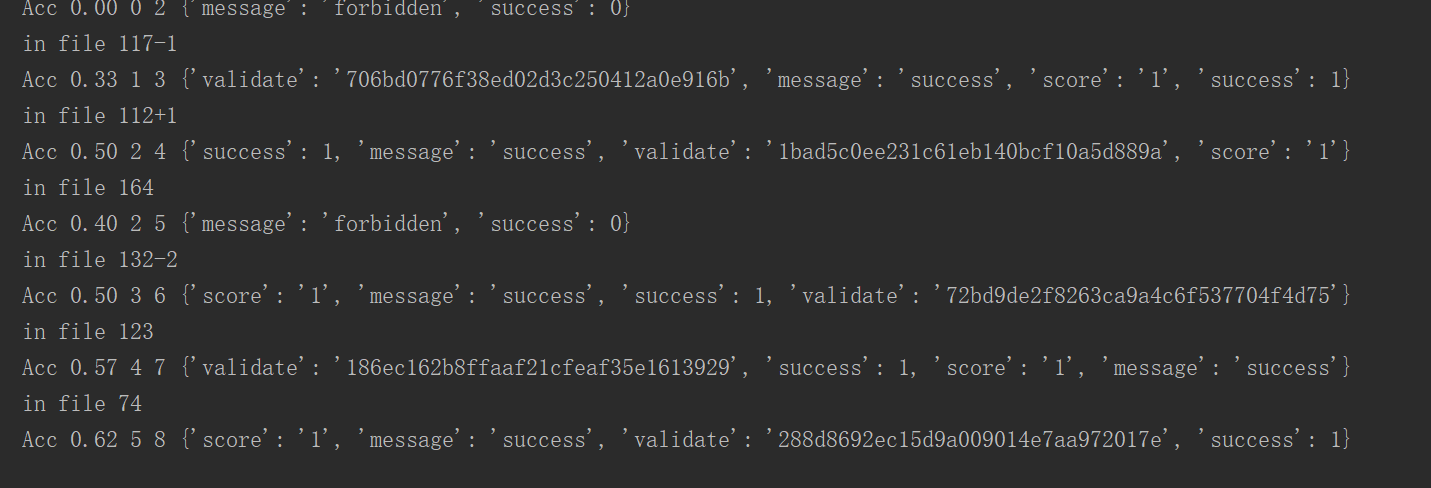 Acc 0.00 0 2 {'message': 'forbidden', 'success': 0}
in file 117-1
Acc 0.33 1 3 {'validate': '706bd0776f38ed02d3c250412a0e916b', 'message': 'success', 'score': '1', 'success': 1}
in file 112+1
Acc 0.50 2 4 {'success': 1, 'message': 'success', 'validate': '1bad5c0ee231c61eb140bcf10a5d889a', 'score': '1'}
in file 164
Acc 0.40 2 5 {'message': 'forbidden', 'success': 0}
in file 132-2
Acc 0.50 3 6 {'score': '1', 'message': 'success', 'success': 1, 'validate': '72bd9de2f8263ca9a4c6f537704f4d75'}
in file 123
Acc 0.57 4 7 {'validate': '186ec162b8ffaaf21cfeaf35e1613929', 'success': 1, 'score': '1', 'message': 'success'}
in file 74
Acc 0.62 5 8 {'score': '1', 'message': 'success', 'validate': '288d8692ec15d9a009014e7aa972017e', 'success': 1}